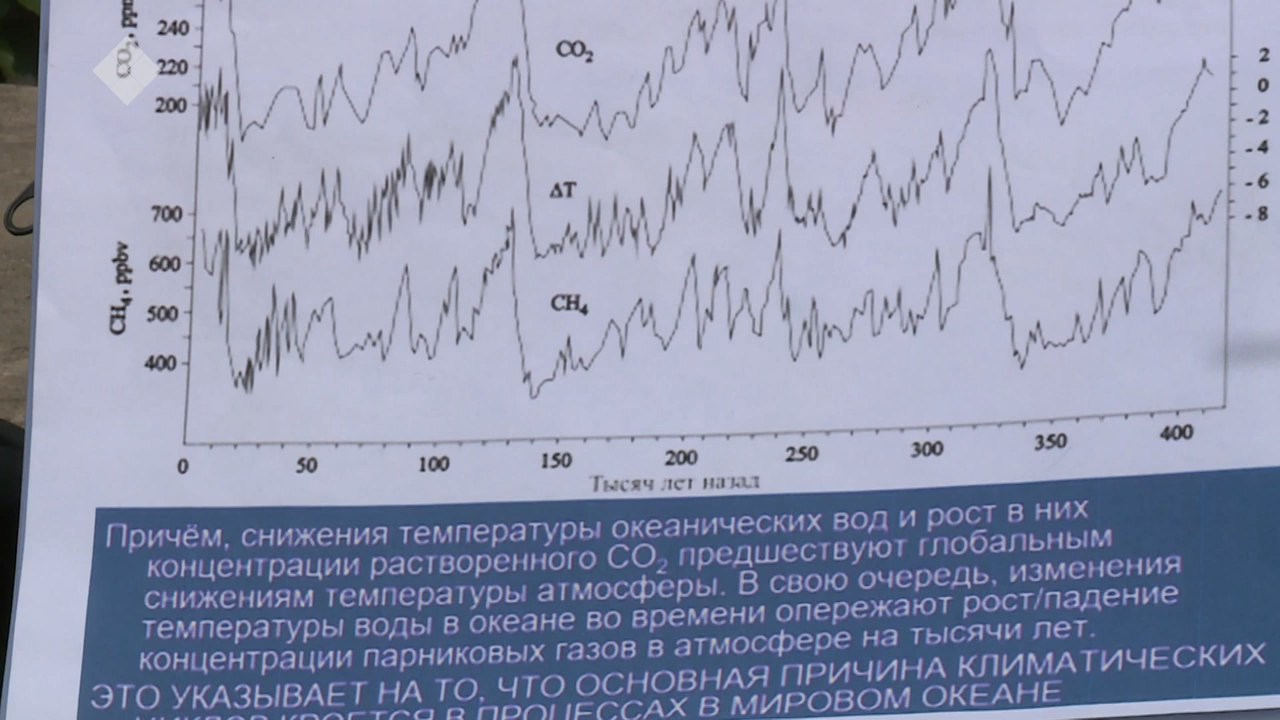 CO₂, ppm
240
220
200
CO₂
2
0
-2
-4
-6
-8
ΔT
CH₄, ppbv
700
600
500
400
CH₄
0 50 100 150 200 250 300 350 400
Тысяч лет назад
Причём, снижения температуры океанических вод и рост в них
концентрации растворенного CO₂ предшествуют глобальным
снижениям температуры атмосферы. В свою очередь, изменения
температуры воды в океане во времени опережают рост/падение
концентрации парниковых газов в атмосфере на тысячи лет.
ЭТО УКАЗЫВАЕТ НА ТО, ЧТО ОСНОВНАЯ ПРИЧИНА КЛИМАТИЧЕСКИХ
ЦИКЛОВ КРОЕТСЯ В ПРОЦЕССАХ В МИРОВОМ ОКЕАНЕ